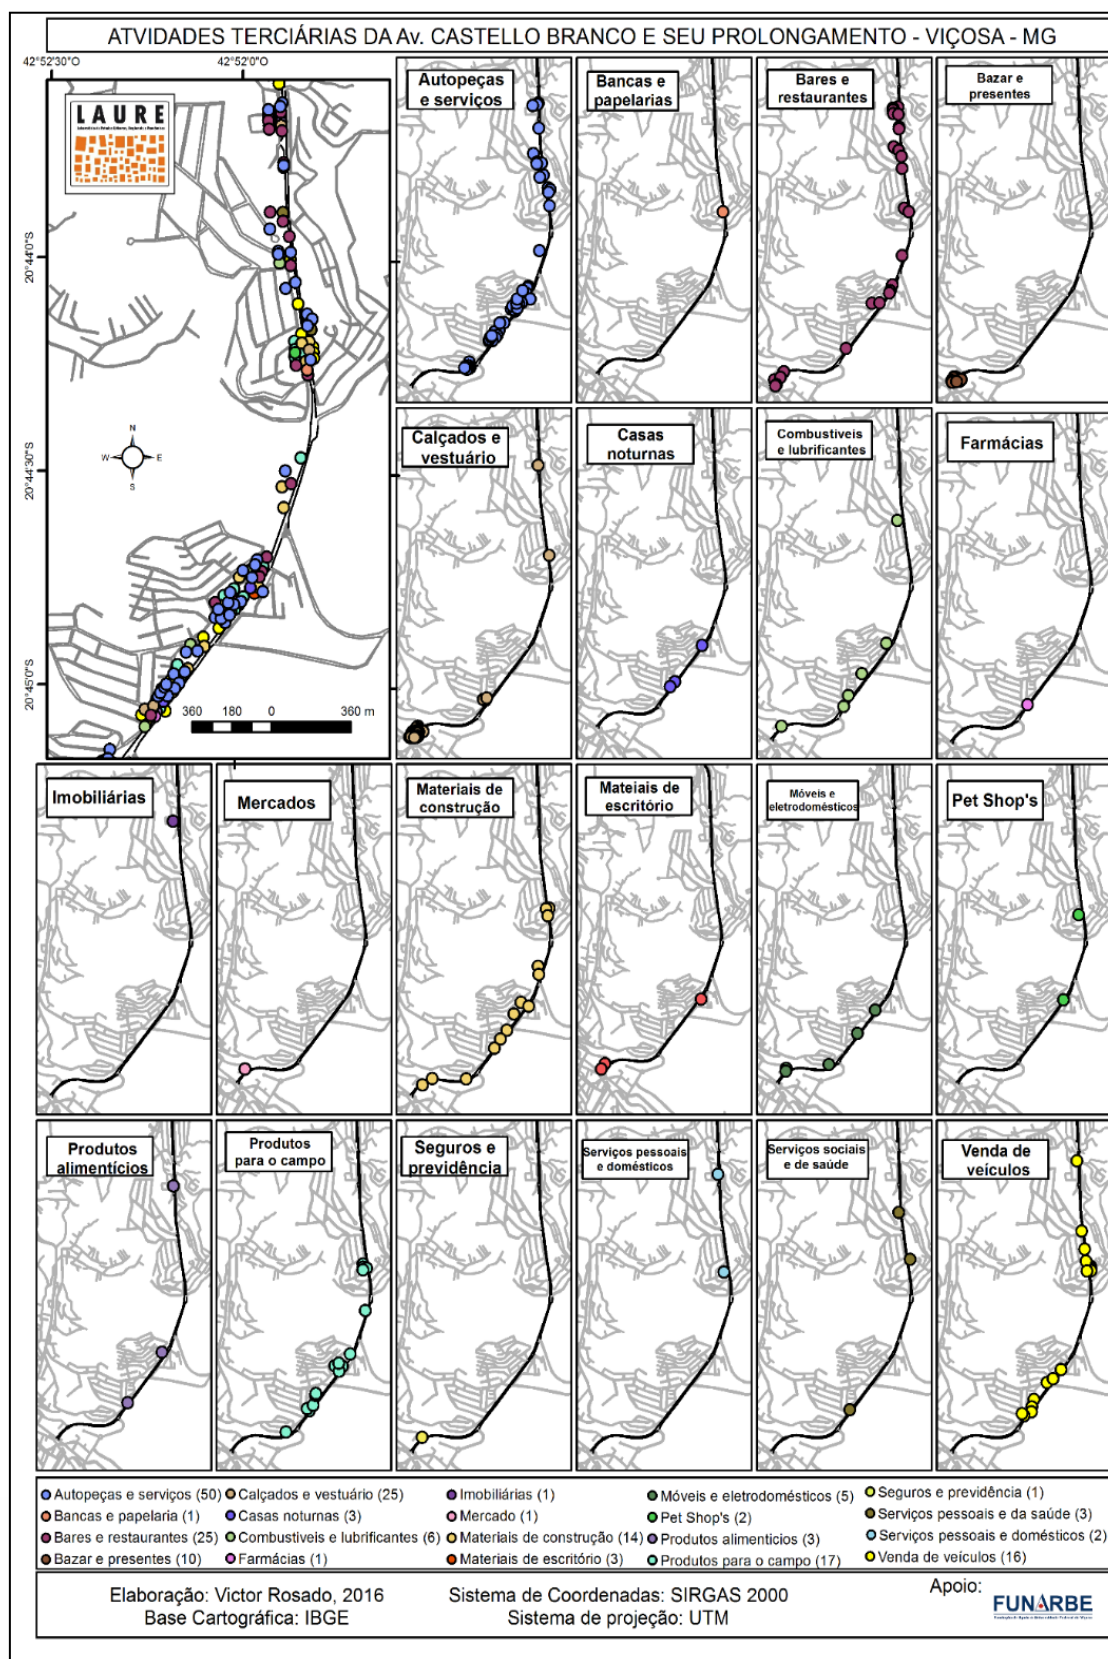 ATVIDADES TERCIÁRIAS DA Av. CASTELLO BRANCO E SEU PROLONGAMENTO - VIÇOSA - MG
42°52'30"O
42°52'0"O
LAURE
20°44'0"S
20°44'30"S
20°45'0"S
N
W
E
S
360 180 0 360 m
Autopeças
e serviços
Bancas e
papelarias
Bares e
restaurantes
Bazar e
presentes
Calçados e
vestuário
Casas
noturnas
Combustiveis
e lubrificantes
Farmácias
Imobiliárias
Mercados
Materiais de
construção
Mateiais de
escritório
Móveis e
eletrodomésticos
Pet Shop's
Produtos
alimentícios
Produtos
para o campo
Seguros e
previdência
Serviços pessoais
e domésticos
Serviços sociais
e de saúde
Venda de
veículos
Autopeças e serviços (50)
Bancas e papelaria (1)
Bares e restaurantes (25)
Bazar e presentes (10)
Calçados e vestuário (25)
Casas noturnas (3)
Combustiveis e lubrificantes (6)
Farmácias (1)
Imobiliárias (1)
Mercado (1)
Materiais de construção (14)
Materiais de escritório (3)
Móveis e eletrodomésticos (5)
Pet Shop's (2)
Produtos alimenticios (3)
Produtos para o campo (17)
Seguros e previdência (1)
Serviços pessoais e da saúde (3)
Serviços pessoais e domésticos (2)
Venda de veículos (16)
Elaboração: Victor Rosado, 2016
Base Cartográfica: IBGE
Sistema de Coordenadas: SIRGAS 2000
Sistema de projeção: UTM
Apoio:
FUNARBE